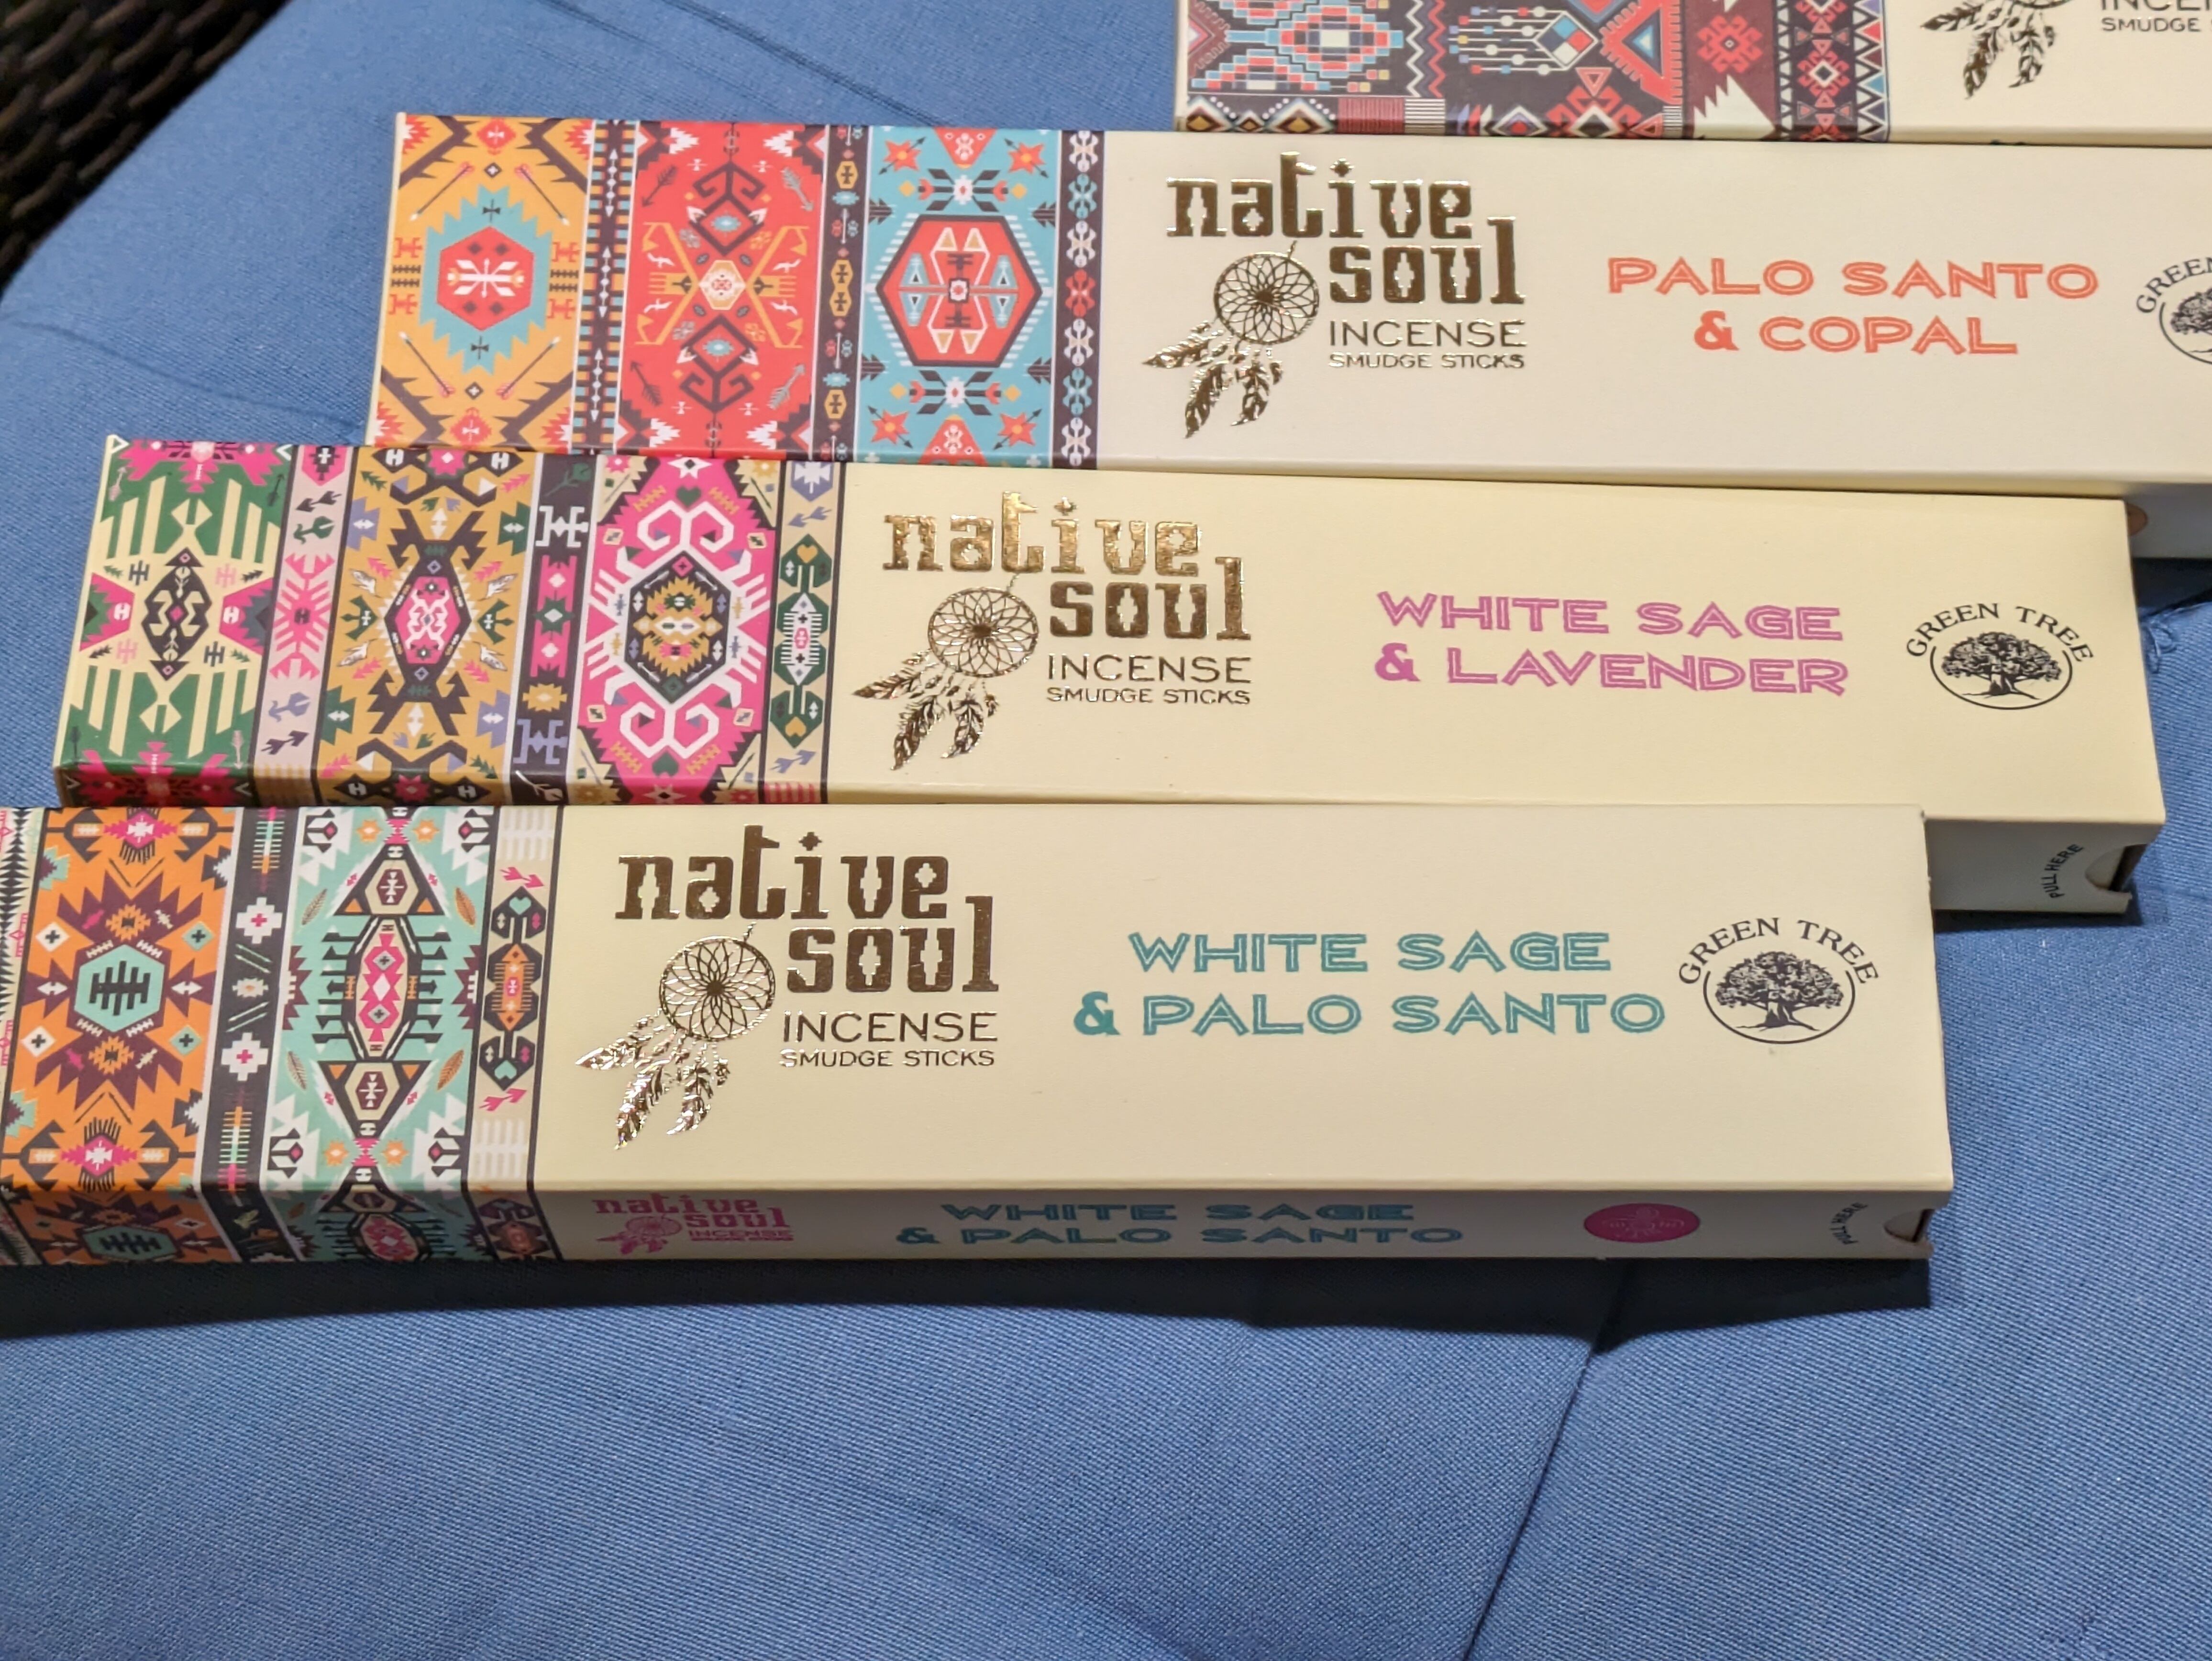 SMUDGE
native
soul
INCENSE
SMUDGE STICKS
PALO SANTO
& COPAL
GREEN
native
soul
INCENSE
SMUDGE STICKS
WHITE SAGE
& LAVENDER
GREEN TREE
PULL HERE
native
soul
INCENSE
SMUDGE STICKS
WHITE SAGE
& PALO SANTO
GREEN TREE
native
soul
INCENSE
SMUDGE STICKS
WHITE SAGE
& PALO SANTO
PULL HERE